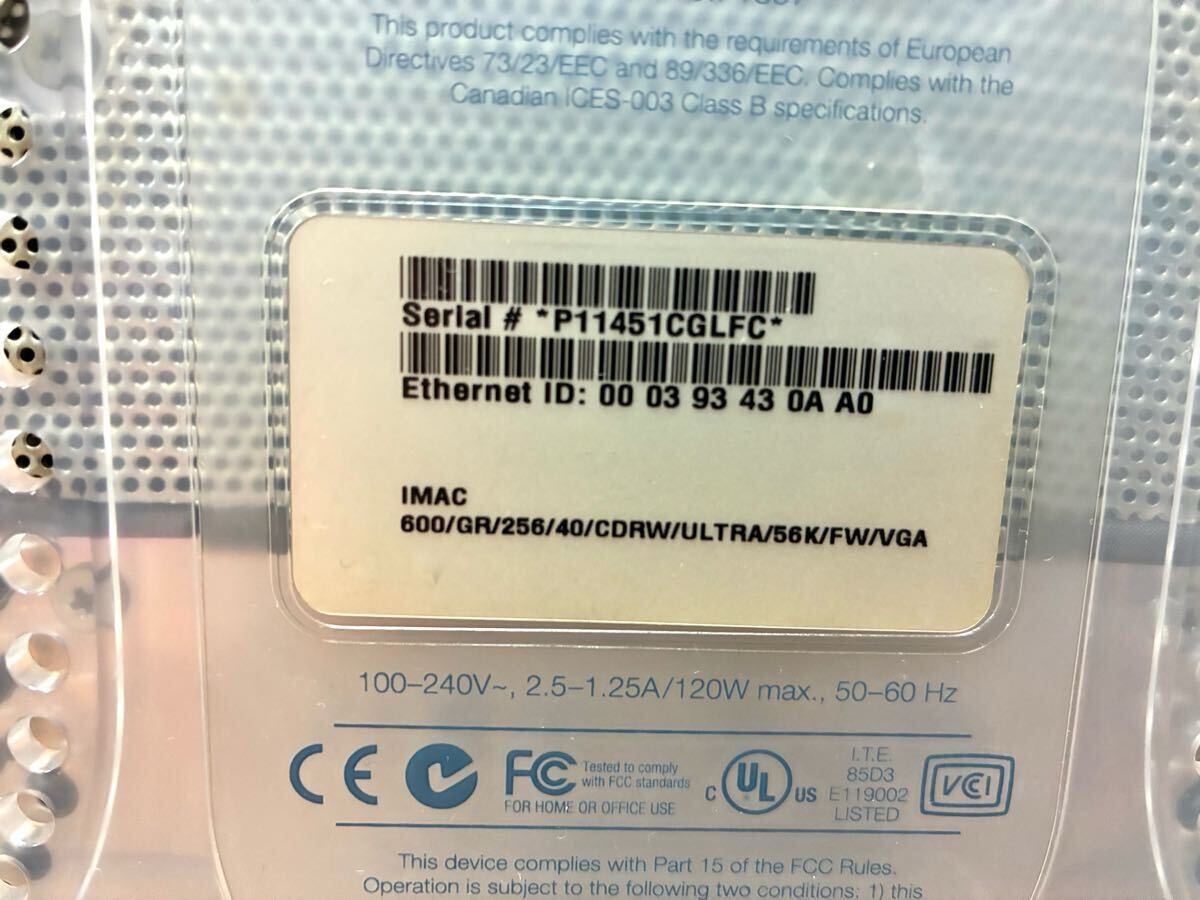 This product complies with the requirements of European
Directives 73/23/EEC and 89/336/EEC. Complies with the
Canadian ICES-003 Class B specifications.
Serial # *P11451CGLFC*
Ethernet ID: 00 03 93 43 0A A0
IMAC
600/GR/256/40/CDRW/ULTRA/56K/FW/VGA
100–240V~, 2.5–1.25A/120W max., 50–60 Hz
CE
FC
Tested to comply
with FCC standards
FOR HOME OR OFFICE USE
C UL US
I.T.E.
85D3
E119002
LISTED
VCCI
This device complies with Part 15 of the FCC Rules.
Operation is subject to the following two conditions: 1) this